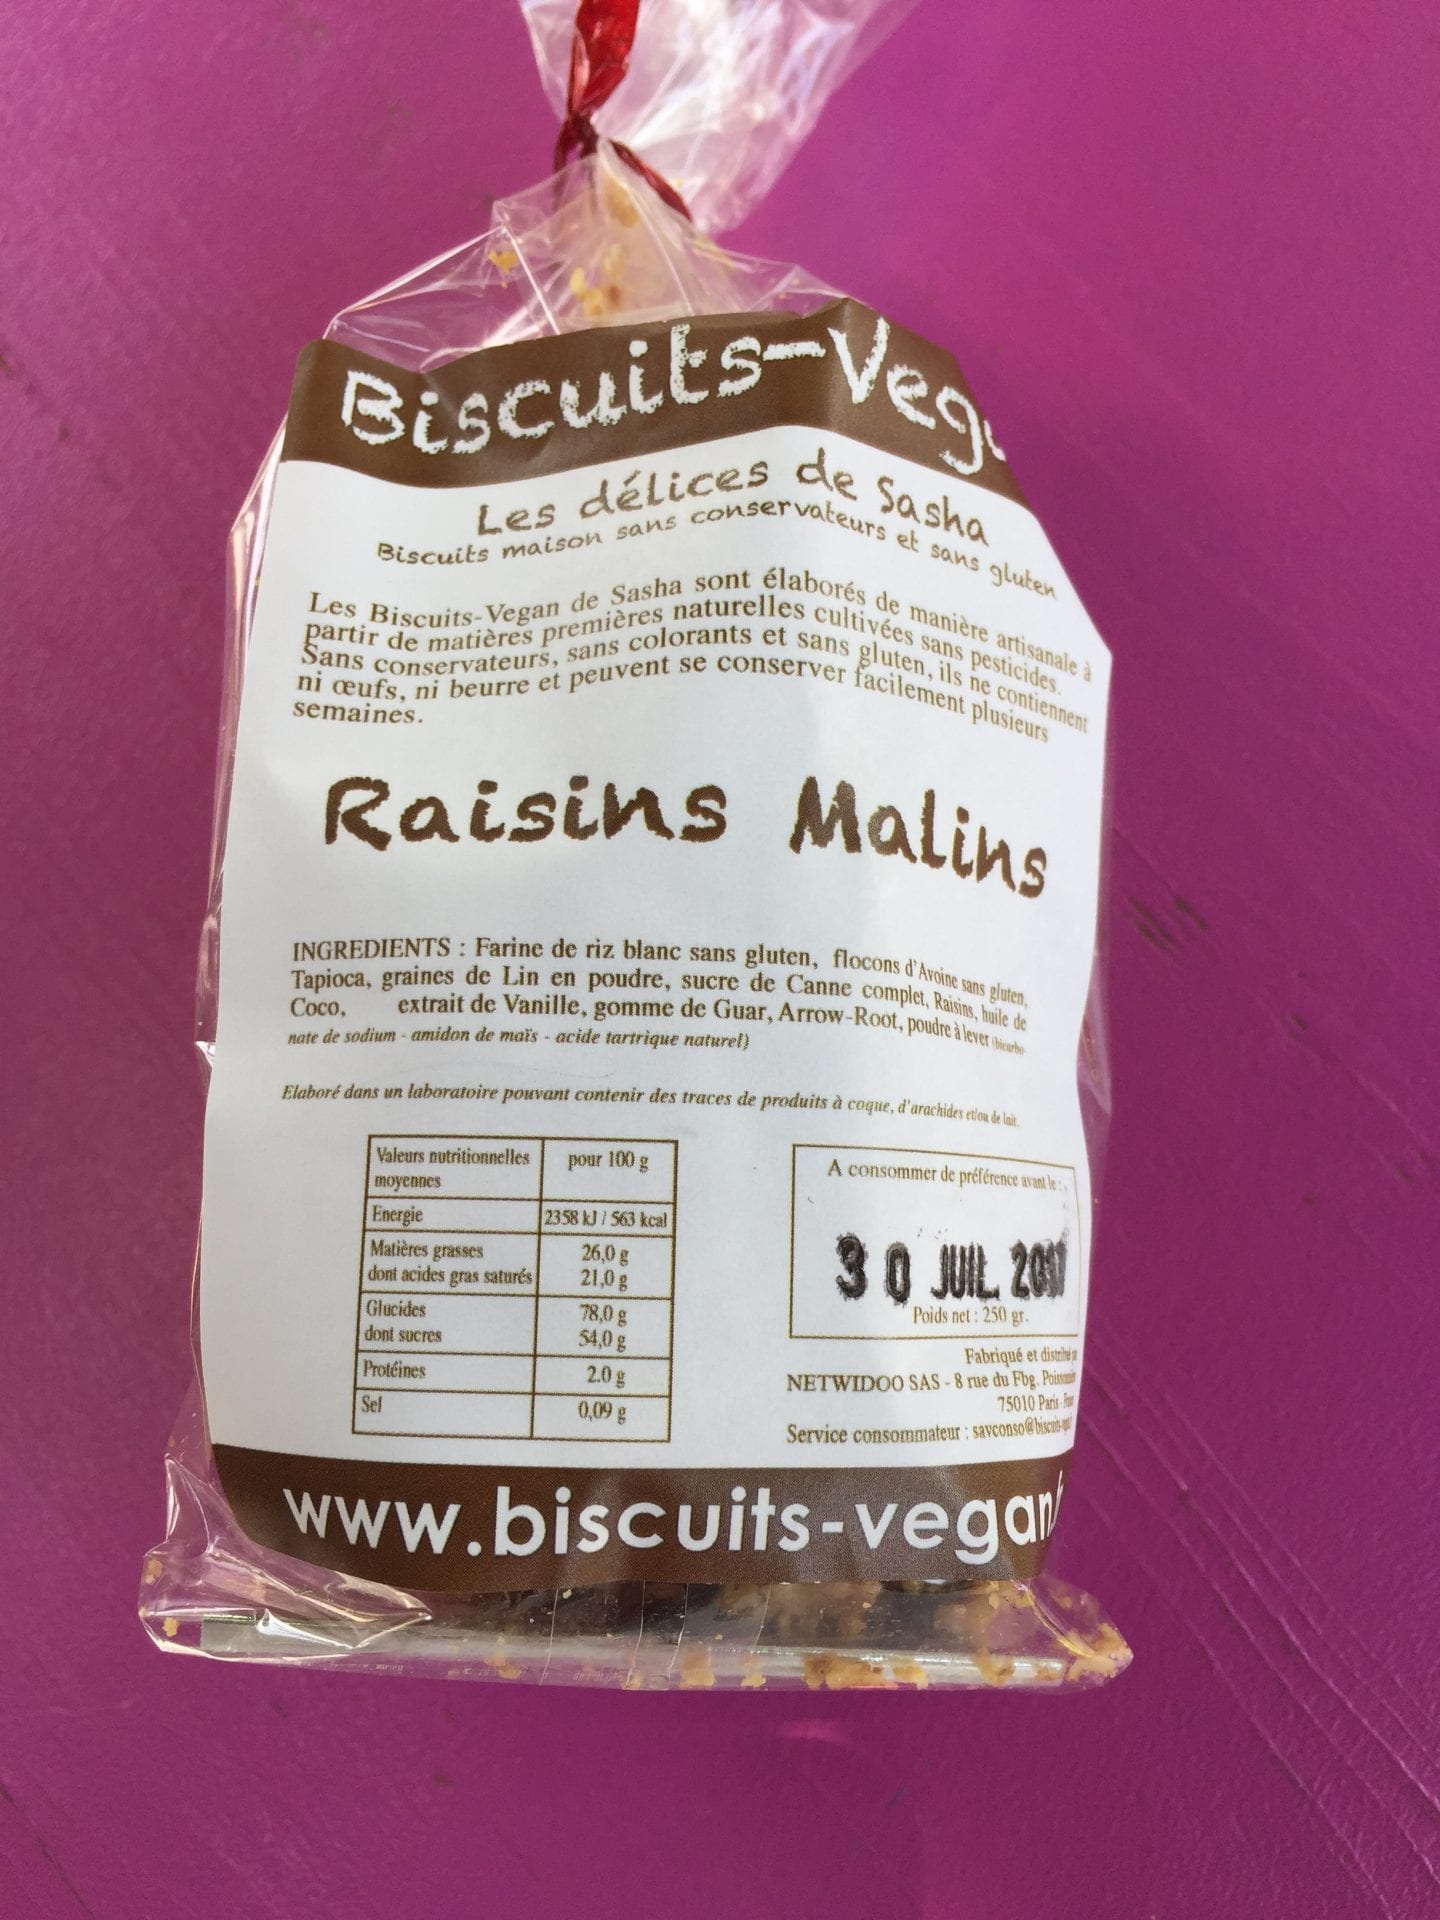 Biscuits-Veg
Les délices de Sasha
Biscuits maison sans conservateurs et sans gluten
Les Biscuits-Vegan de Sasha sont élaborés de manière artisanale à
partir de matières premières naturelles cultivées sans pesticides.
Sans conservateurs, sans colorants et sans gluten, ils ne contiennent
ni œufs, ni beurre et peuvent se conserver facilement plusieurs
semaines.
Raisins Malins
INGREDIENTS : Farine de riz blanc sans gluten, flocons d'Avoine sans gluten,
Tapioca, graines de Lin en poudre, sucre de Canne complet, Raisins, huile de
Coco, extrait de Vanille, gomme de Guar, Arrow-Root, poudre à lever (bicarbo-
nate de sodium - amidon de maïs - acide tartrique naturel)
Elaboré dans un laboratoire pouvant contenir des traces de produits à coque, d'arachides et/ou de lait.
Valeurs nutritionnelles moyennes pour 100 g
Energie 2358 kJ / 563 kcal
Matières grasses 26,0 g
dont acides gras saturés 21,0 g
Glucides 78,0 g
dont sucres 54,0 g
Protéines 2.0 g
Sel 0,09 g
A consommer de préférence avant le :
30 JUIL
Poids net : 250 gr.
Fabriqué et distribué
NETWIDOO SAS - 8 rue du Fbg.
75010 Paris
Service consommateur : savconso@biscuits-
www.biscuits-vegan